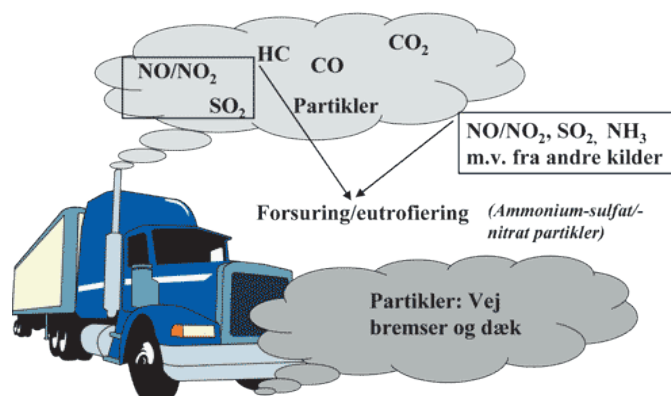 CO₂
HC
CO
NO/NO₂
SO₂
Partikler
NO/NO₂, SO₂, NH₃
m.v. fra andre kilder
Forsuring/eutrofiering
(Ammonium-sulfat/-
nitrat partikler)
Partikler: Vej
bremser og dæk